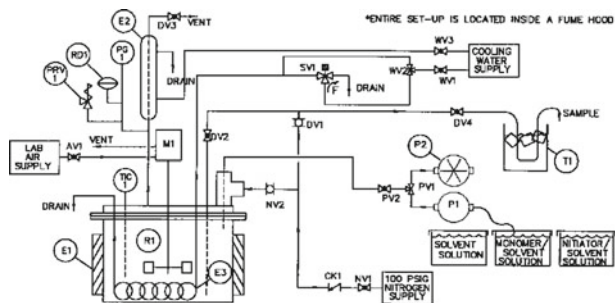 E2
PG
1
DV3
VENT
*ENTIRE SET-UP IS LOCATED INSIDE A FUME HOOD
RD1
PRV
1
DRAIN
SV1
F
DRAIN
WV2
WV3
WV1
COOLING
WATER
SUPPLY
VENT
AV1
M1
LAB
AIR
SUPPLY
DV2
DV1
DV4
SAMPLE
T1
TIC
1
DRAIN
P2
PV1
PV2
P1
NV2
E1
R1
E3
SOLVENT
SOLUTION
MONOMER/
SOLVENT
SOLUTION
NITIATOR/
SOLVENT
SOLUTION
CK1
NV1
100 PSIG
NITROGEN
SUPPLY